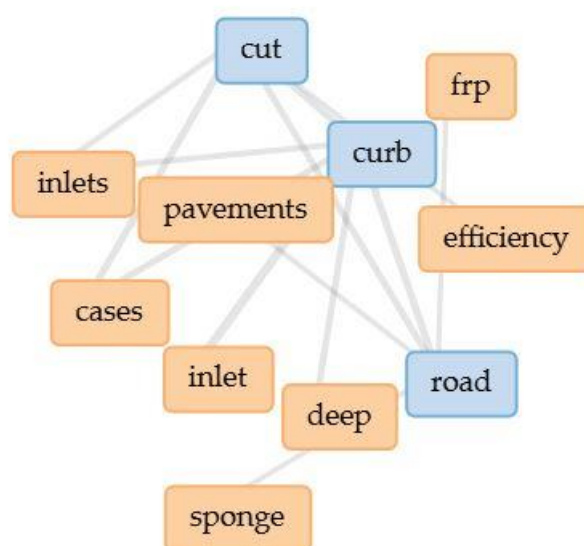 cut
frp
curb
inlets
pavements
efficiency
cases
inlet
road
deep
sponge